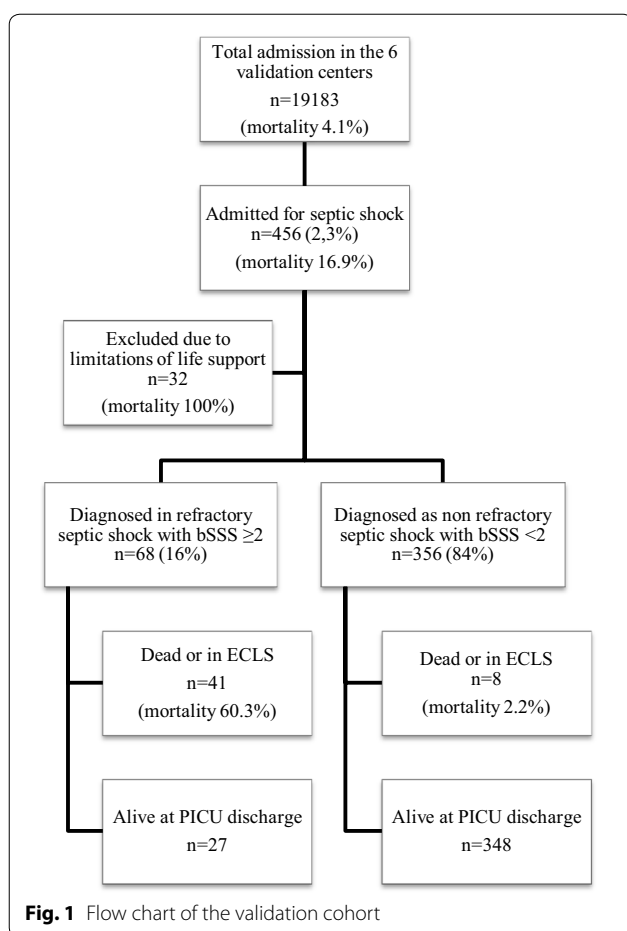 Total admission in the 6
validation centers
n=19183
(mortality 4.1%)
Admitted for septic shock
n=456 (2,3%)
(mortality 16.9%)
Excluded due to
limitations of life support
n=32
(mortality 100%)
Diagnosed in refractory
septic shock with bSSS ≥2
n=68 (16%)
Diagnosed as non refractory
septic shock with bSSS <2
n=356 (84%)
Dead or in ECLS
n=41
(mortality 60.3%)
Dead or in ECLS
n=8
(mortality 2.2%)
Alive at PICU discharge
n=27
Alive at PICU discharge
n=348
Fig. 1 Flow chart of the validation cohort